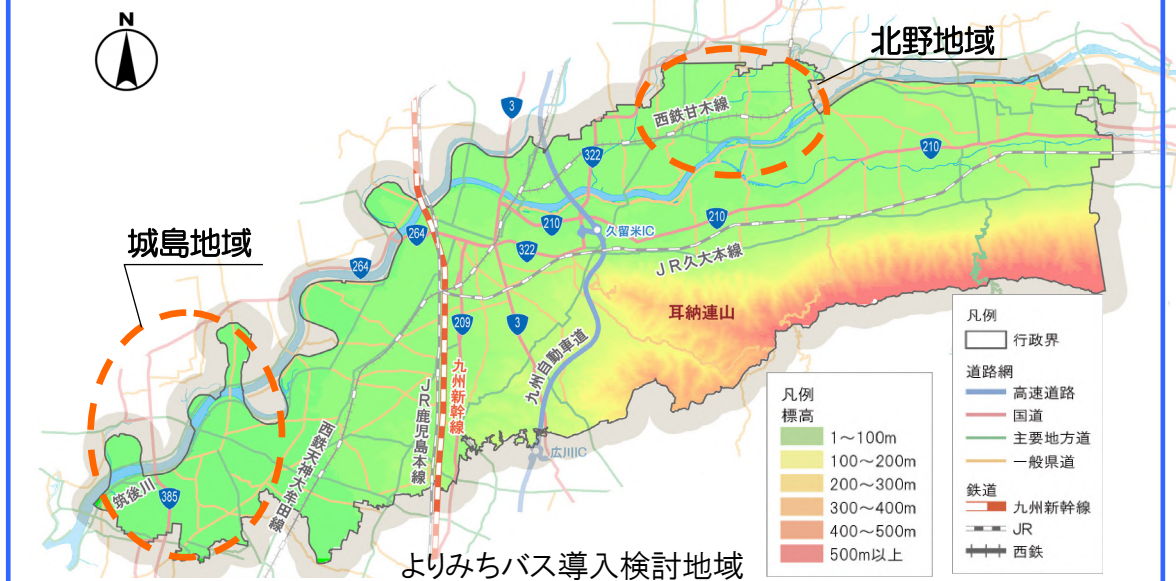 N
北野地域
西鉄甘木線
3
322
210
城島地域
264
210
210
久留米IC
322
264
JR久大本線
耳納連山
209
3
九州自動車道
九州新幹線
JR鹿児島本線
西鉄天神大牟田線
広川IC
筑後川
385
よりみちバス導入検討地域
凡例
標高
1～100m
100～200m
200～300m
300～400m
400～500m
500m以上
凡例
行政界
道路網
高速道路
国道
主要地方道
一般県道
鉄道
九州新幹線
JR
西鉄